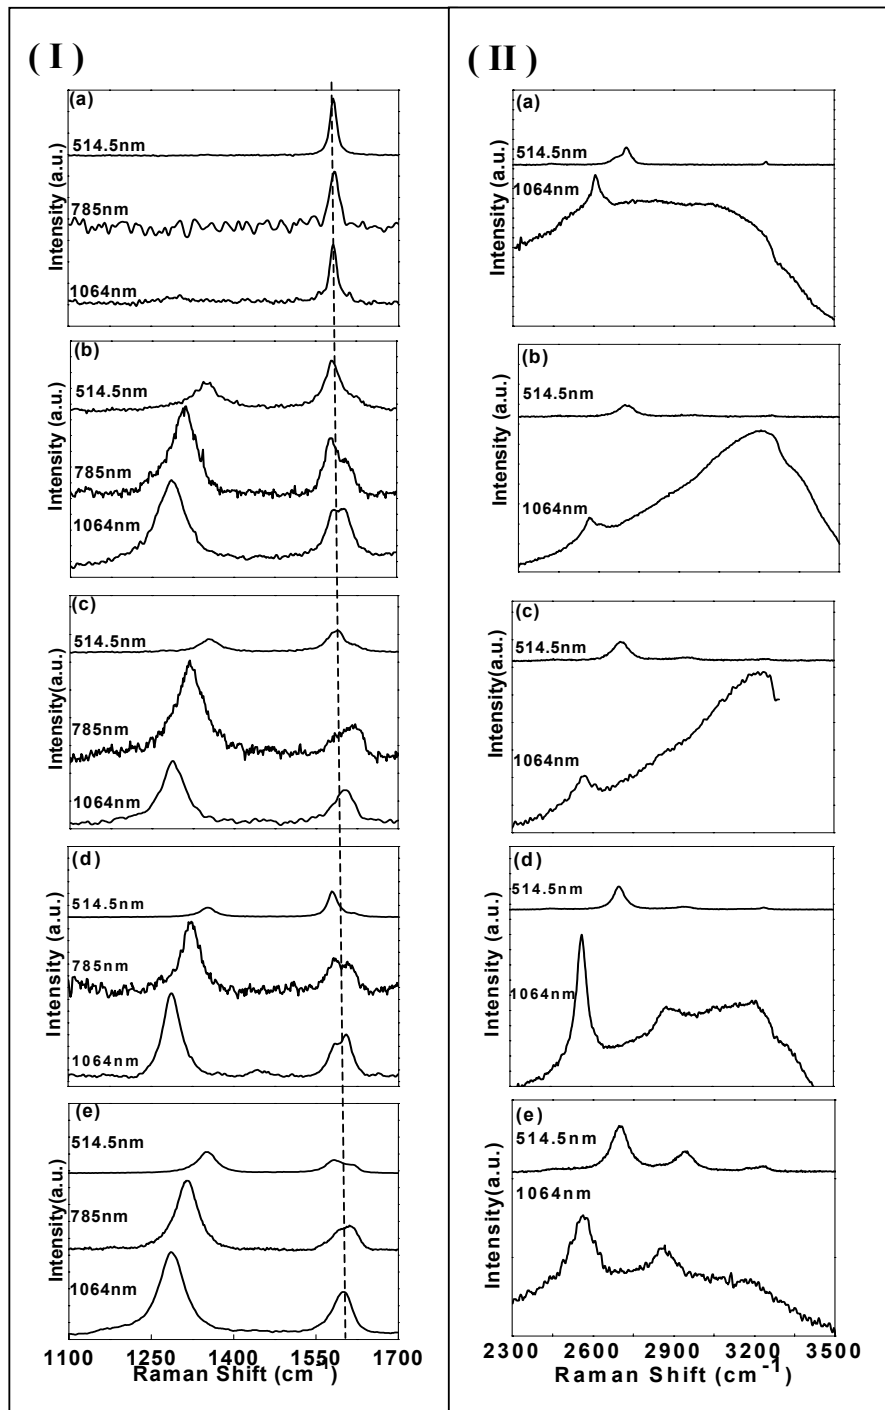 ( I )
(a)
514.5nm
785nm
1064nm
Intensity (a.u.)
(b)
514.5nm
785nm
1064nm
Intensity (a.u.)
(c)
514.5nm
785nm
1064nm
Intensity(a.u.)
(d)
514.5nm
785nm
1064nm
Intensity (a.u.)
(e)
514.5nm
785nm
1064nm
Intensity(a.u.)
1100 1250 1400 1550 1700
Raman Shift (cm-1)
( II )
(a)
514.5nm
1064nm
Intensity (a.u.)
(b)
514.5nm
1064nm
Intensity (a.u.)
(c)
514.5nm
1064nm
Intensity(a.u.)
(d)
514.5nm
1064nm
Intensity (a.u.)
(e)
514.5nm
1064nm
Intensity(a.u.)
2300 2600 2900 3200 3500
Raman Shift (cm-1)